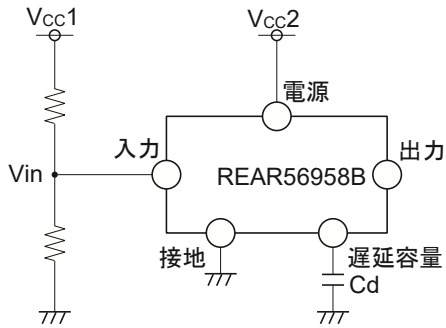 Vcc1
Vcc2
電源
入力
出力
Vin
REAR56958B
接地
遅延容量
Cd